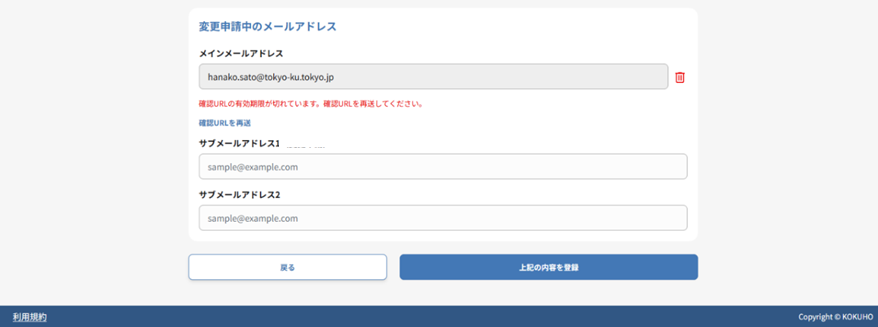 変更申請中のメールアドレス
メインメールアドレス
hanako.sato@tokyo-ku.tokyo.jp
確認URLの有効期限が切れています。確認URLを再送してください。
確認URLを再送
サブメールアドレス1
sample@example.com
サブメールアドレス2
sample@example.com
戻る
上記の内容を登録
利用規約
Copyright © KOKUHO